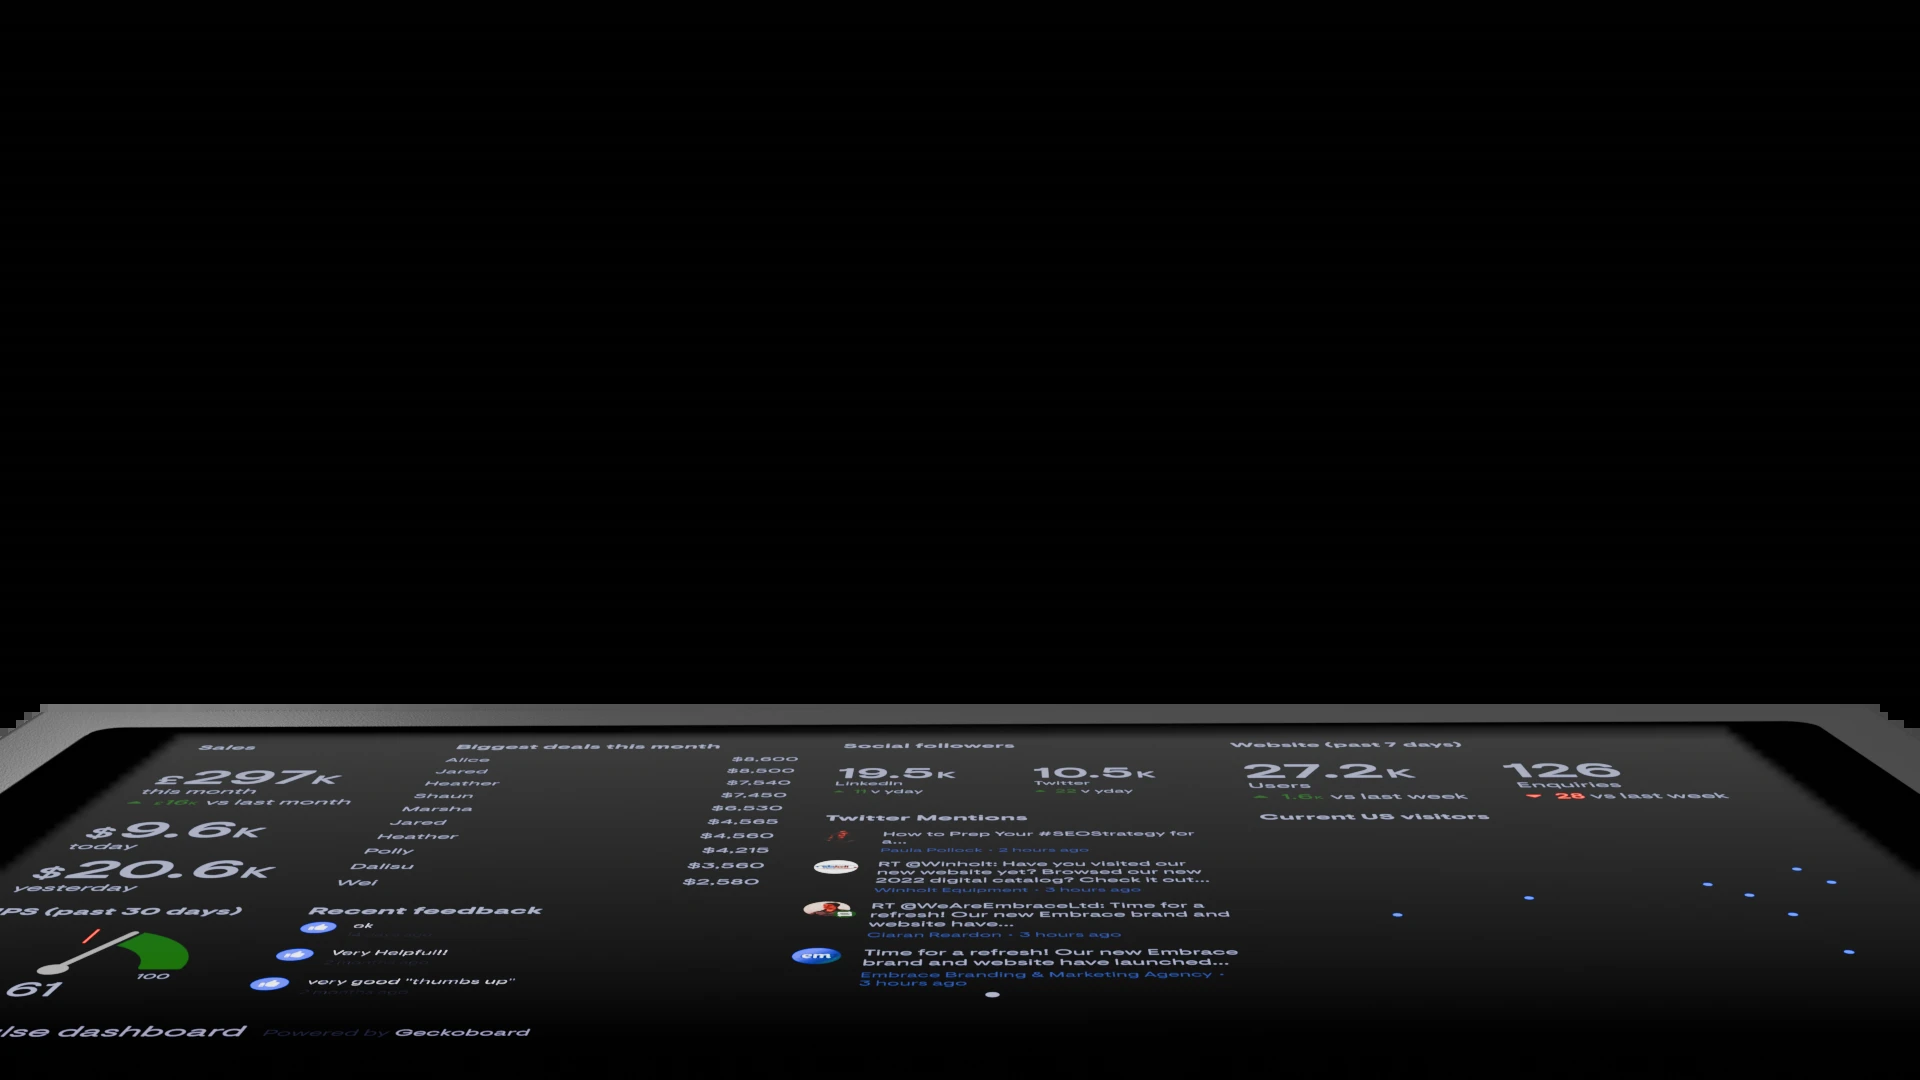 Sales
£297K
this month
£16K vs last month
$9.6K
today
$20.6K
yesterday
Biggest deals this month
Alice $8,600
Jared $8,500
Heather $7,540
Shaun $7,450
Marsha $6,530
Jared $4,565
Heather $4,560
Polly $4,215
Dalisu $3,560
Wei $2,580
Social followers
19.5K
LinkedIn
11 v yday
10.5K
Twitter
22 v yday
Website (past 7 days)
27.2K
Users
1.6K vs last week
126
Enquiries
28 vs last week
Twitter Mentions
How to Prep Your #SEOStrategy for
a...
Paula Pollock • 2 hours ago
RT @Winholt: Have you visited our
new website yet? Browsed our new
2022 digital catalog? Check it out...
Winholt Equipment • 3 hours ago
RT @WeAreEmbraceLtd: Time for a
refresh! Our new Embrace brand and
website have...
Ciaran Reardon • 3 hours ago
em
Time for a refresh! Our new Embrace
brand and website have launched...
Embrace Branding & Marketing Agency •
3 hours ago
Current US visitors
PS (past 30 days)
100
61
Recent feedback
ok
Very Helpful!!
very good "thumbs up"
lse dashboard
Powered by Geckoboard